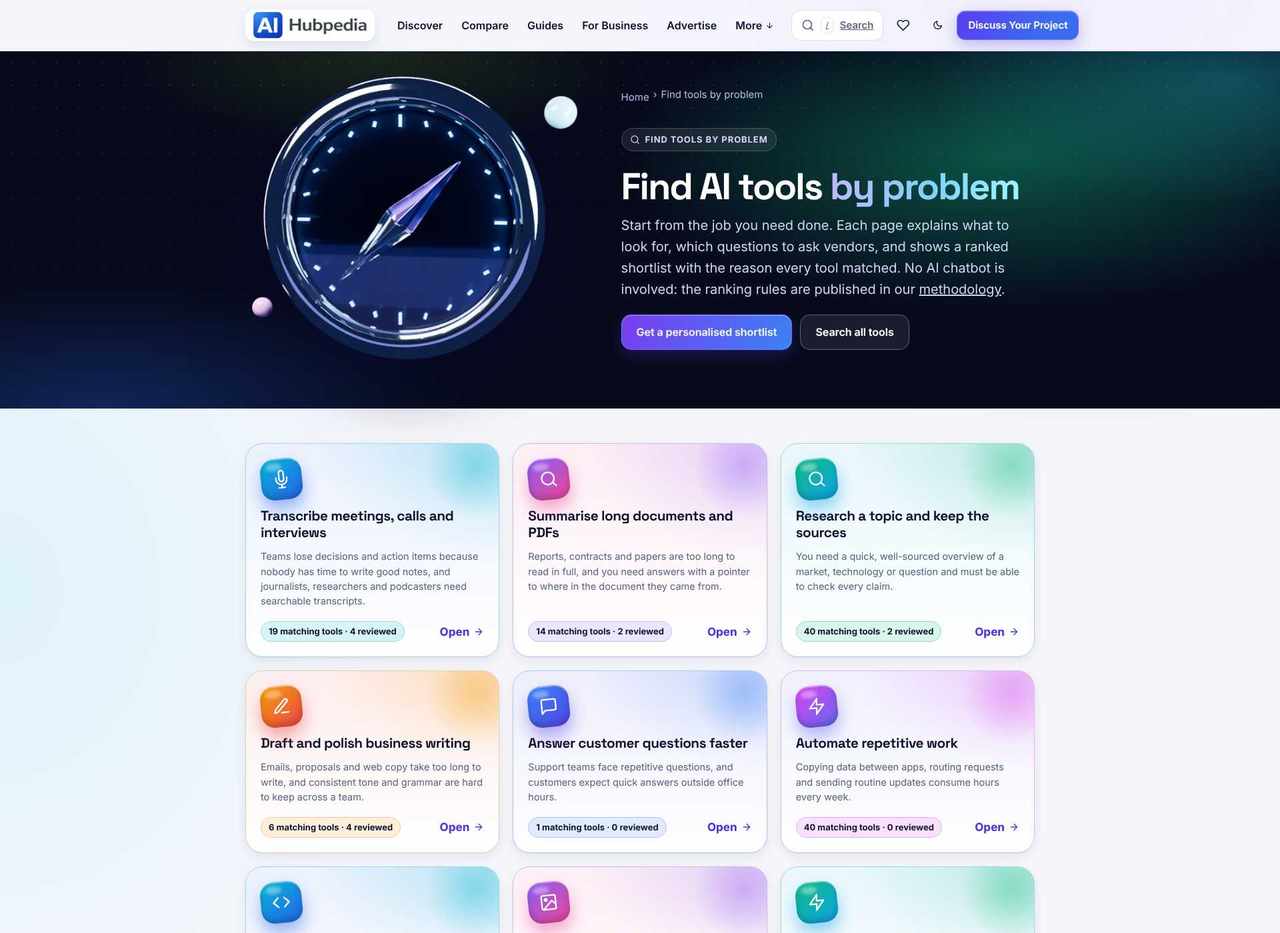 AI Hubpedia
Discover
Compare
Guides
For Business
Advertise
More ↓
/ Search
Discuss Your Project
Home › Find tools by problem
FIND TOOLS BY PROBLEM
Find AI tools by problem
Start from the job you need done. Each page explains what to
look for, which questions to ask vendors, and shows a ranked
shortlist with the reason every tool matched. No AI chatbot is
involved: the ranking rules are published in our methodology.
Get a personalised shortlist
Search all tools
Transcribe meetings, calls and
interviews
Teams lose decisions and action items because
nobody has time to write good notes, and
journalists, researchers and podcasters need
searchable transcripts.
19 matching tools · 4 reviewed
Open →
Summarise long documents and
PDFs
Reports, contracts and papers are too long to
read in full, and you need answers with a pointer
to where in the document they came from.
14 matching tools · 2 reviewed
Open →
Research a topic and keep the
sources
You need a quick, well-sourced overview of a
market, technology or question and must be able
to check every claim.
40 matching tools · 2 reviewed
Open →
Draft and polish business writing
Emails, proposals and web copy take too long to
write, and consistent tone and grammar are hard
to keep across a team.
6 matching tools · 4 reviewed
Open →
Answer customer questions faster
Support teams face repetitive questions, and
customers expect quick answers outside office
hours.
1 matching tools · 0 reviewed
Open →
Automate repetitive work
Copying data between apps, routing requests
and sending routine updates consume hours
every week.
40 matching tools · 0 reviewed
Open →